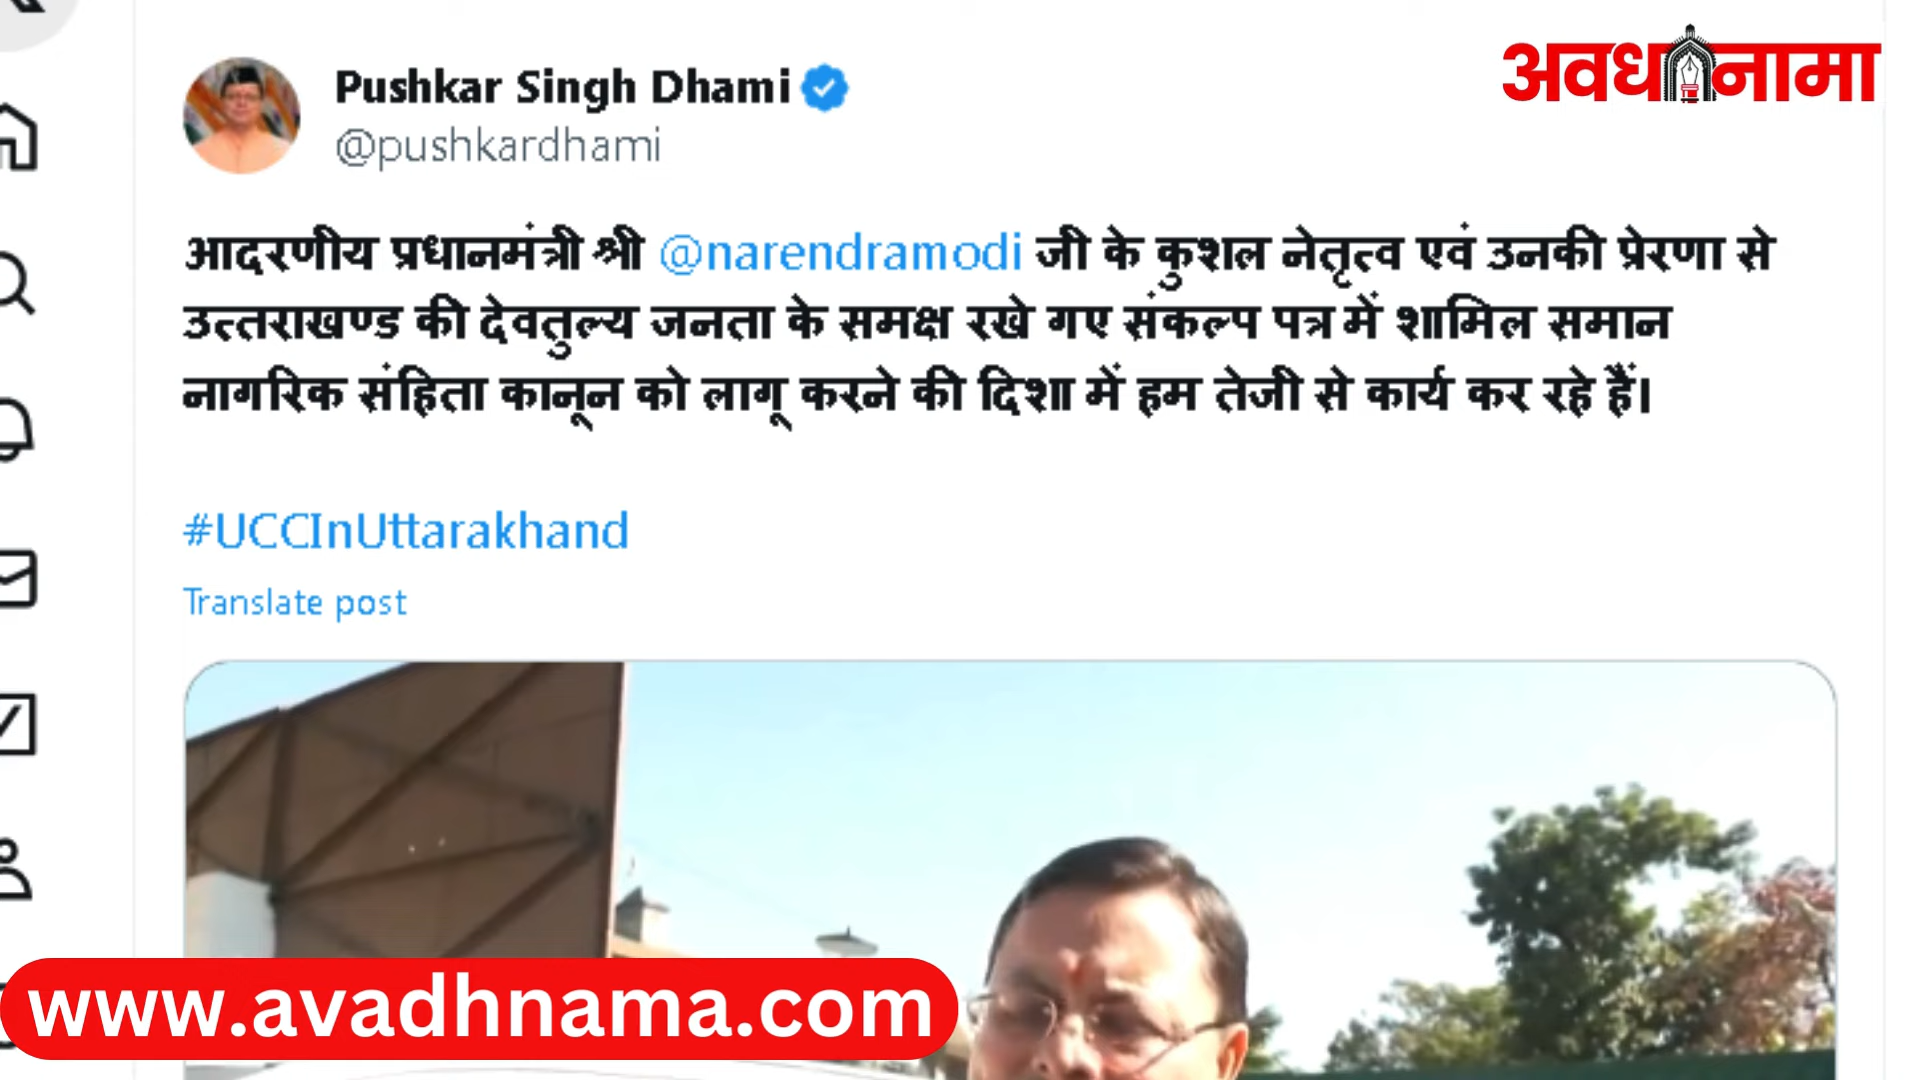 अवधनामा
Pushkar Singh Dhami
@pushkardhami
आदरणीय प्रधानमंत्री श्री @narendramodi जी के कुशल नेतृत्व एवं उनकी प्रेरणा से
उत्तराखण्ड की देवतुल्य जनता के समक्ष रखे गए संकल्प पत्र में शामिल समान
नागरिक संहिता कानून को लागू करने की दिशा में हम तेजी से कार्य कर रहे हैं।
#UCCInUttarakhand
Translate post
www.avadhnama.com